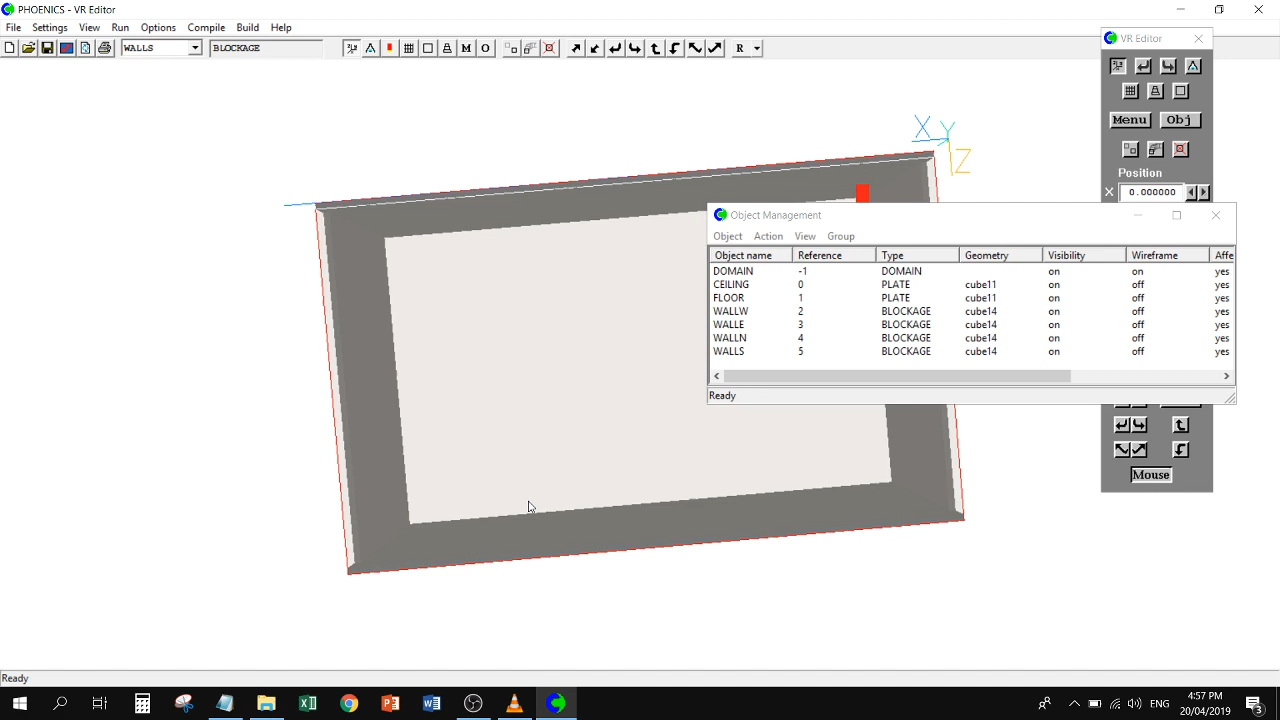 PHOENICS - VR Editor
File Settings View Run Options Compile Build Help
WALLS BLOCKAGE M O R
VR Editor
Menu Obj
Position
X 0.000000
X Y
Z
Object Management
Object Action View Group
Object name Reference Type Geometry Visibility Wireframe Affe
DOMAIN -1 DOMAIN on on yes
CEILING 0 PLATE cube11 on off yes
FLOOR 1 PLATE cube11 on off yes
WALLW 2 BLOCKAGE cube14 on off yes
WALLE 3 BLOCKAGE cube14 on off yes
WALLN 4 BLOCKAGE cube14 on off yes
WALLS 5 BLOCKAGE cube14 on off yes
Ready
Mouse
Ready
ENG
4:57 PM
20/04/2019
3